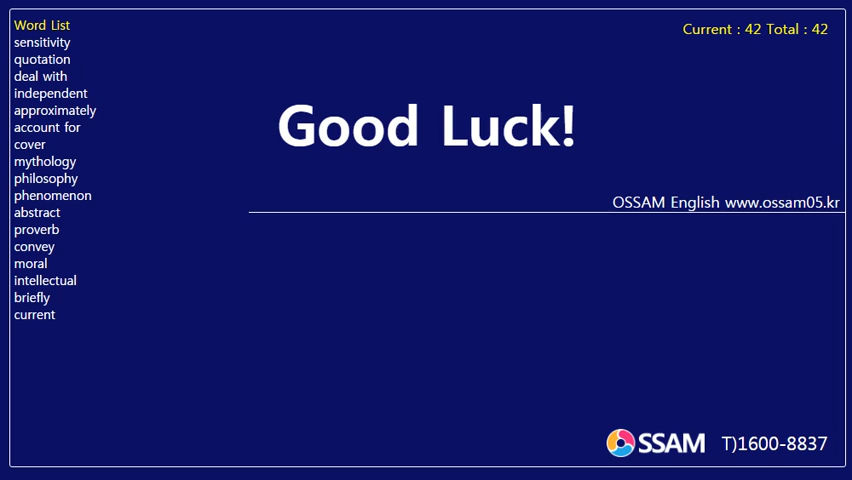 Word List
sensitivity
quotation
deal with
independent
approximately
account for
cover
mythology
philosophy
phenomenon
abstract
proverb
convey
moral
intellectual
briefly
current
Current : 42 Total : 42
Good Luck!
OSSAM English www.ossam05.kr
OSSAM T)1600-8837